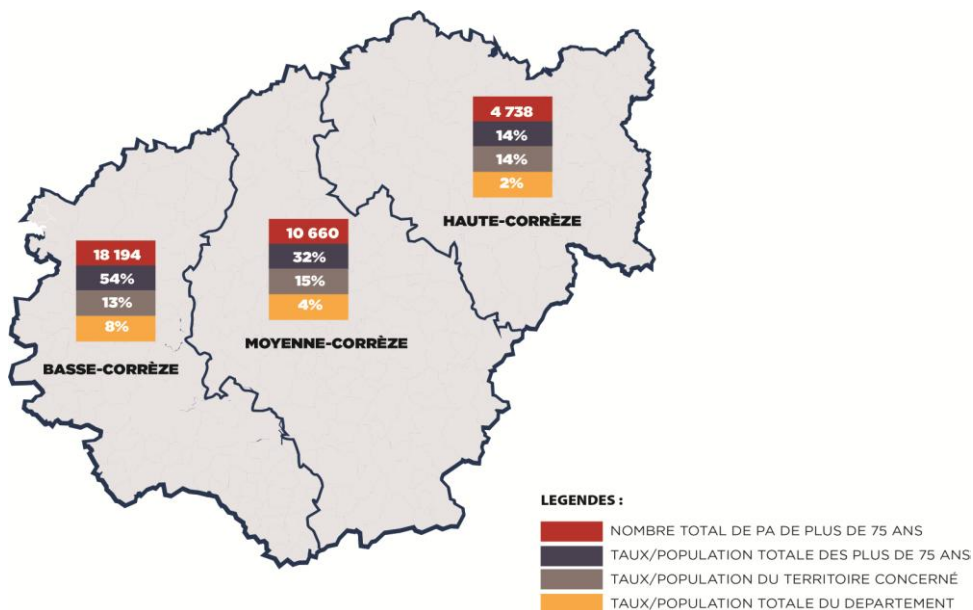 4 738
14%
14%
2%
HAUTE-CORRÈZE
10 660
32%
15%
4%
MOYENNE-CORRÈZE
18 194
54%
13%
8%
BASSE-CORRÈZE
LEGENDES :
NOMBRE TOTAL DE PA DE PLUS DE 75 ANS
TAUX/POPULATION TOTALE DES PLUS DE 75 ANS
TAUX/POPULATION DU TERRITOIRE CONCERNÉ
TAUX/POPULATION TOTALE DU DEPARTEMENT